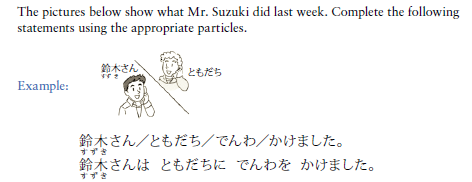 The pictures below show what Mr. Suzuki did last week. Complete the following
statements using the appropriate particles.
鈴木さん
すずき
ともだち
Example:
鈴木さん／ともだち／でんわ／かけました。
すずき
鈴木さんは ともだちに でんわを かけました。
すずき